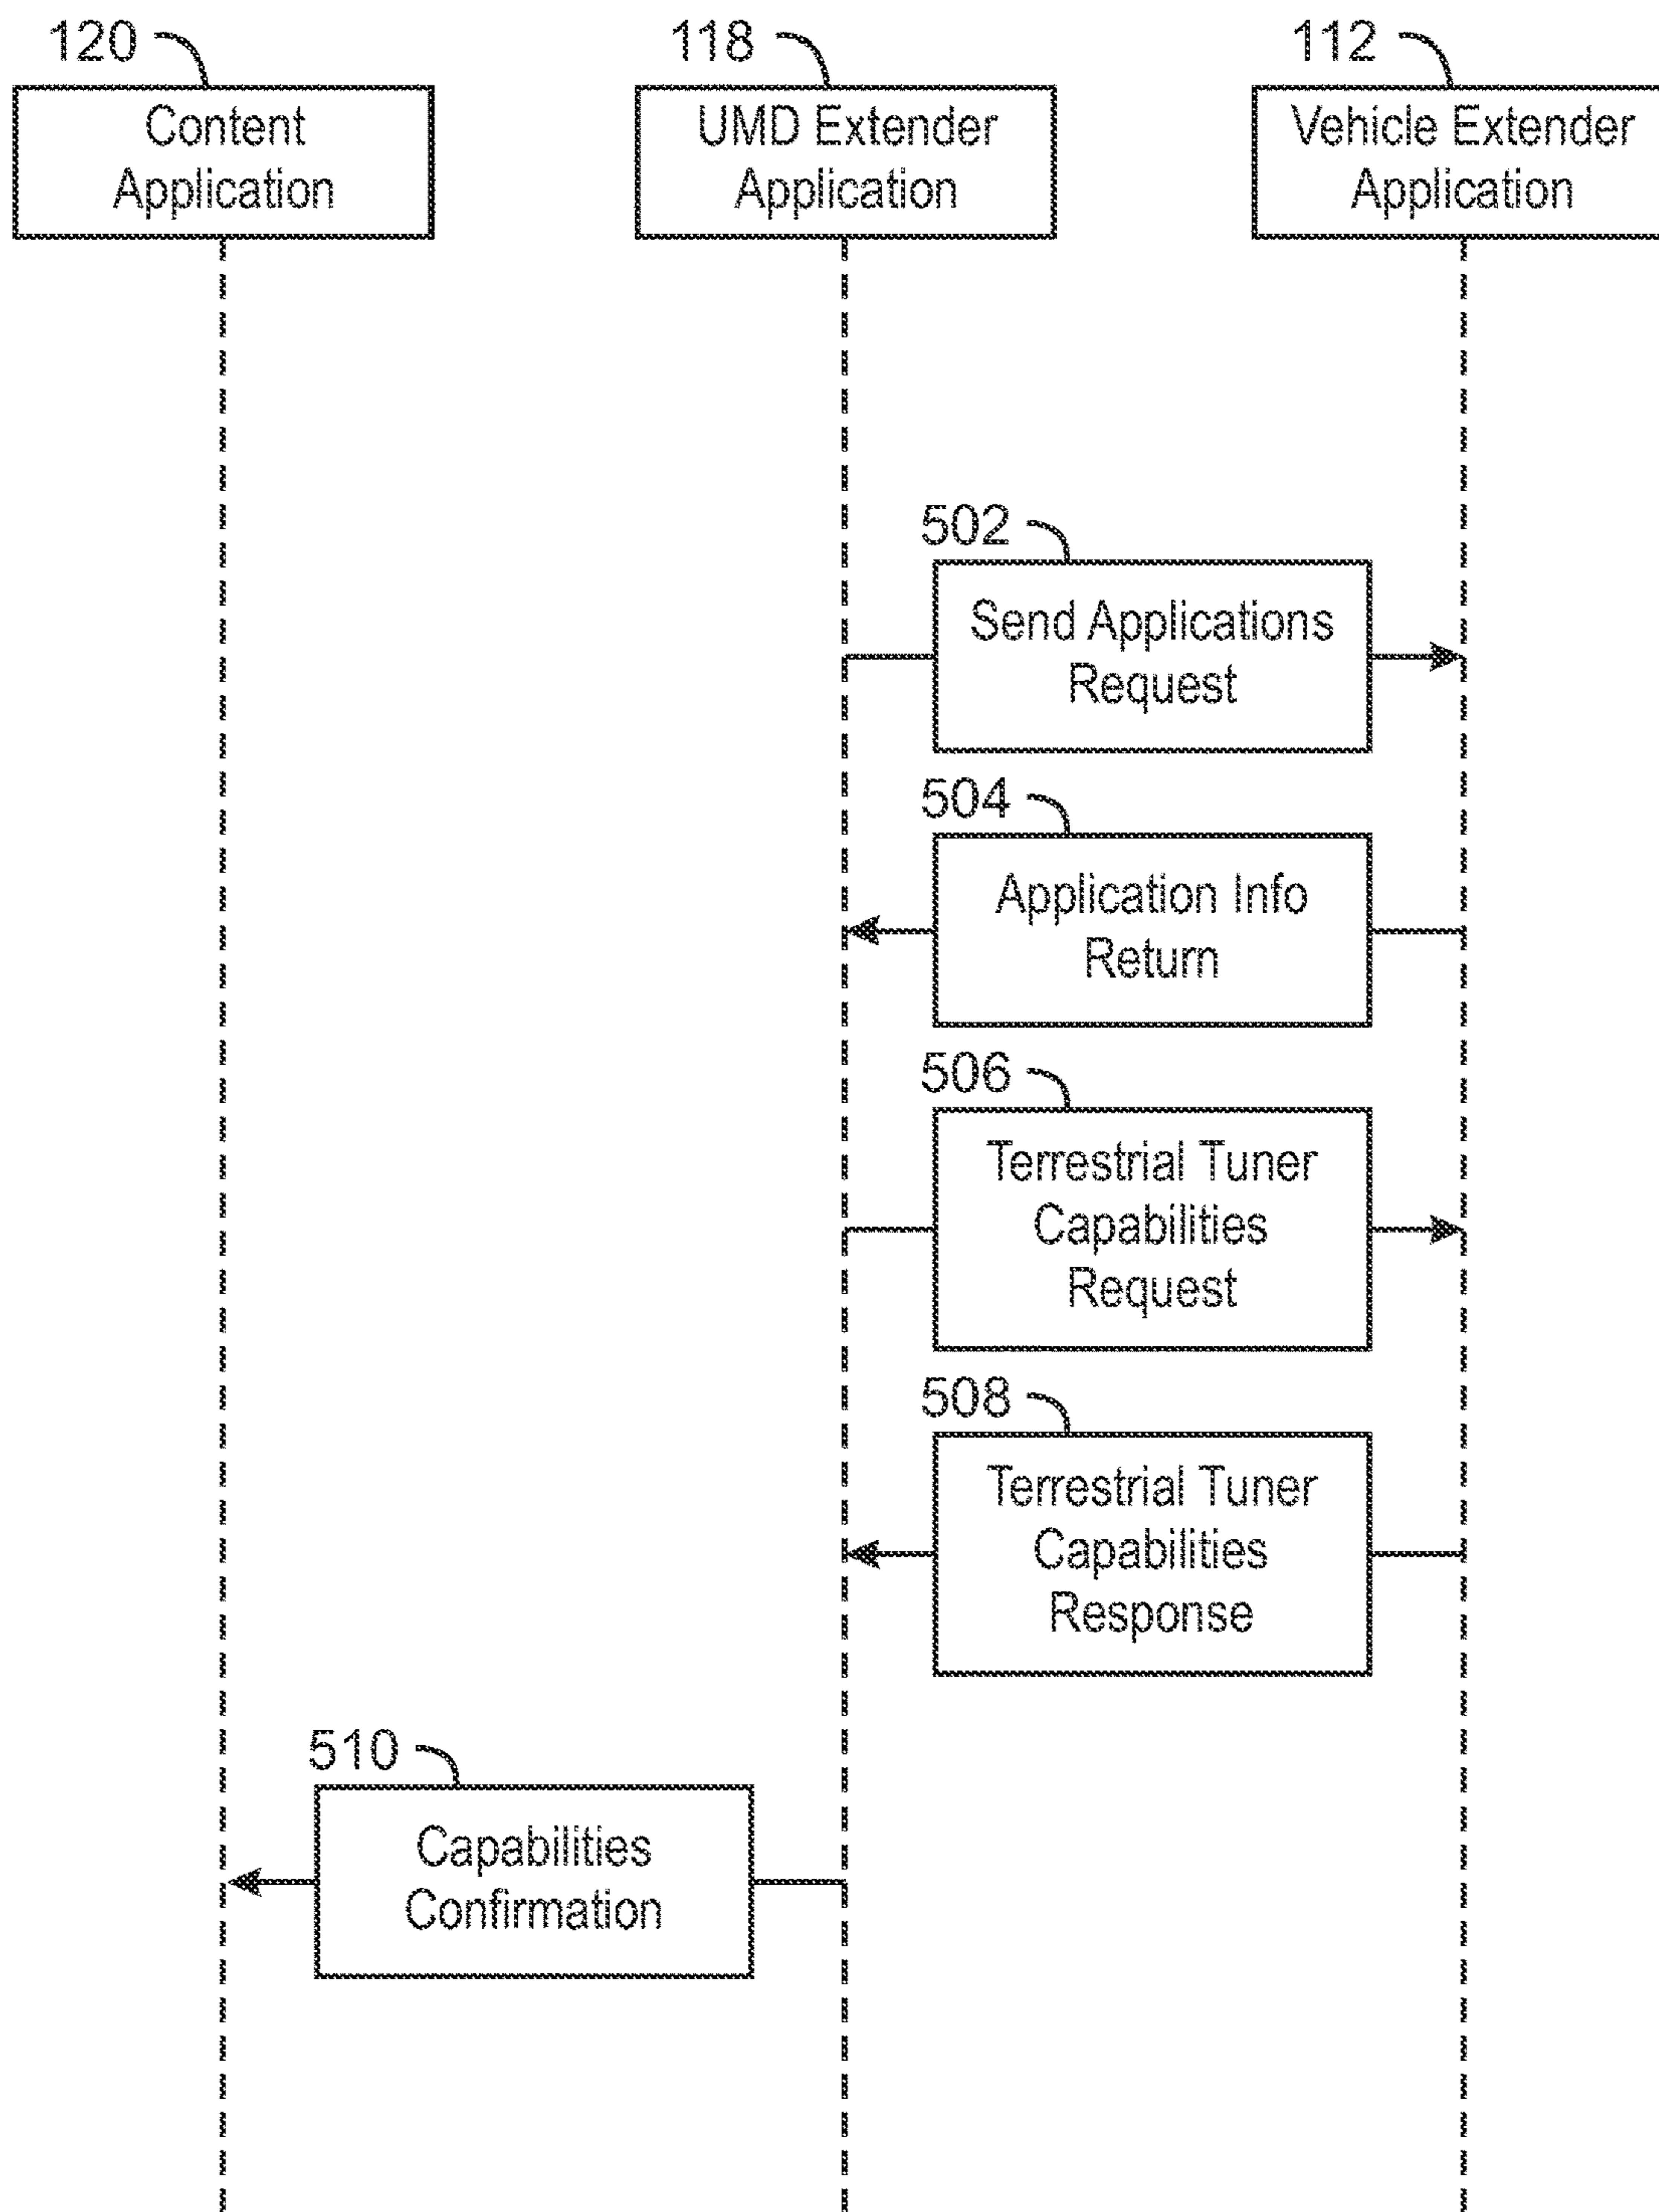 120
118
112
Content
Application
UMD Extender
Application
Vehicle Extender
Application
502
Send Applications
Request
504
Application Info
Return
506
Terrestrial Tuner
Capabilities
Request
508
Terrestrial Tuner
Capabilities
Response
510
Capabilities
Confirmation